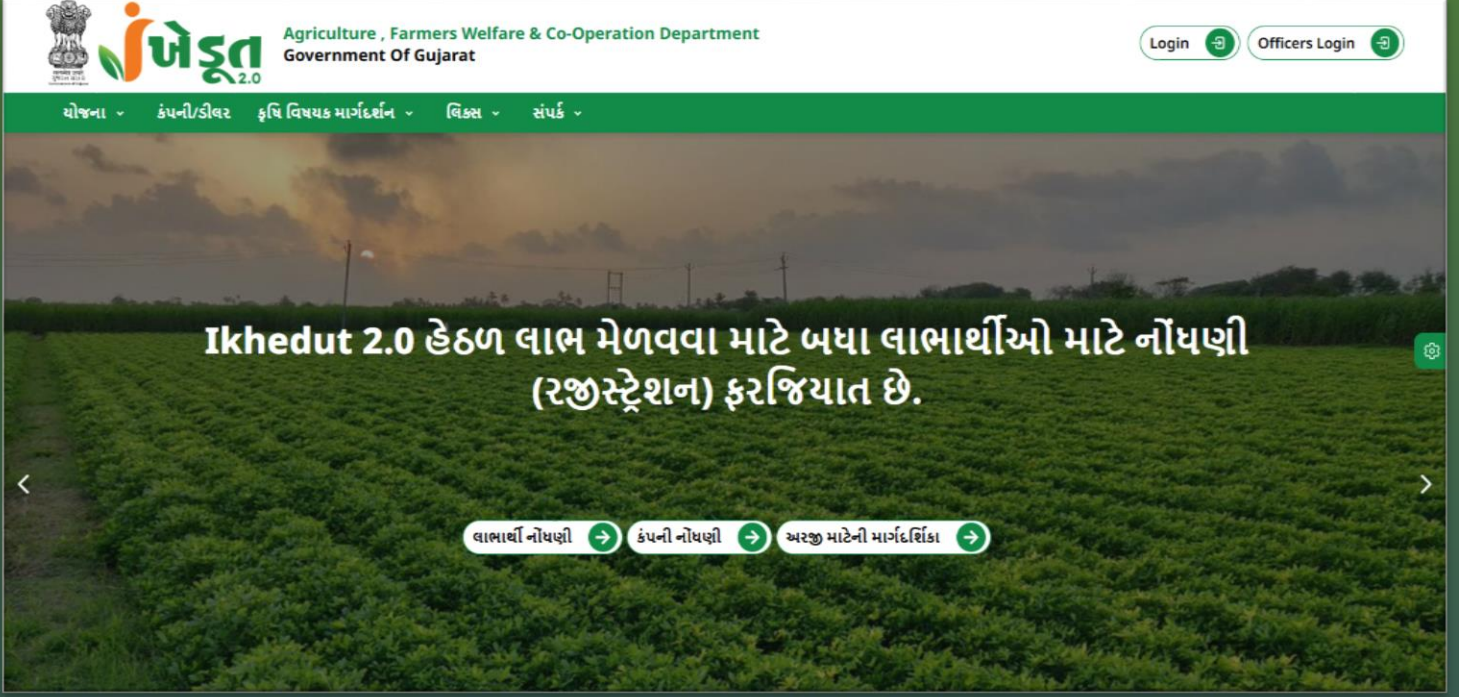 ખેડૂત
2.0
Agriculture , Farmers Welfare & Co-Operation Department
Government Of Gujarat
Login
Officers Login
યોજના
કંપની/ડીલર
કૃષિ વિષયક માર્ગદર્શન
લિંક્સ
સંપર્ક
Ikhedut 2.0 હેઠળ લાભ મેળવવા માટે બધા લાભાર્થીઓ માટે નોંધણી
(રજીસ્ટ્રેશન) ફરજિયાત છે.
લાભાર્થી નોંધણી
કંપની નોંધણી
અરજી માટેની માર્ગદર્શિકા